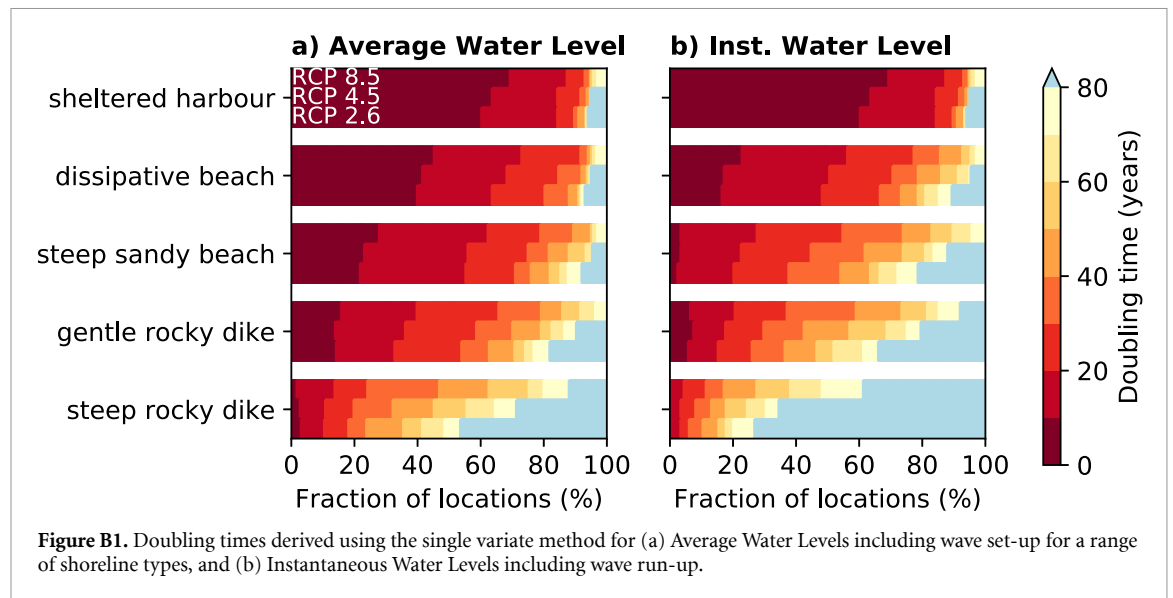 a) Average Water Level
b) Inst. Water Level
RCP 8.5
RCP 4.5
RCP 2.6
sheltered harbour
dissipative beach
steep sandy beach
gentle rocky dike
steep rocky dike
0 20 40 60 80 100
Fraction of locations (%)
0 20 40 60 80 100
Fraction of locations (%)
80
60
40
20
0
Doubling time (years)
Figure B1. Doubling times derived using the single variate method for (a) Average Water Levels including wave set-up for a range
of shoreline types, and (b) Instantaneous Water Levels including wave run-up.